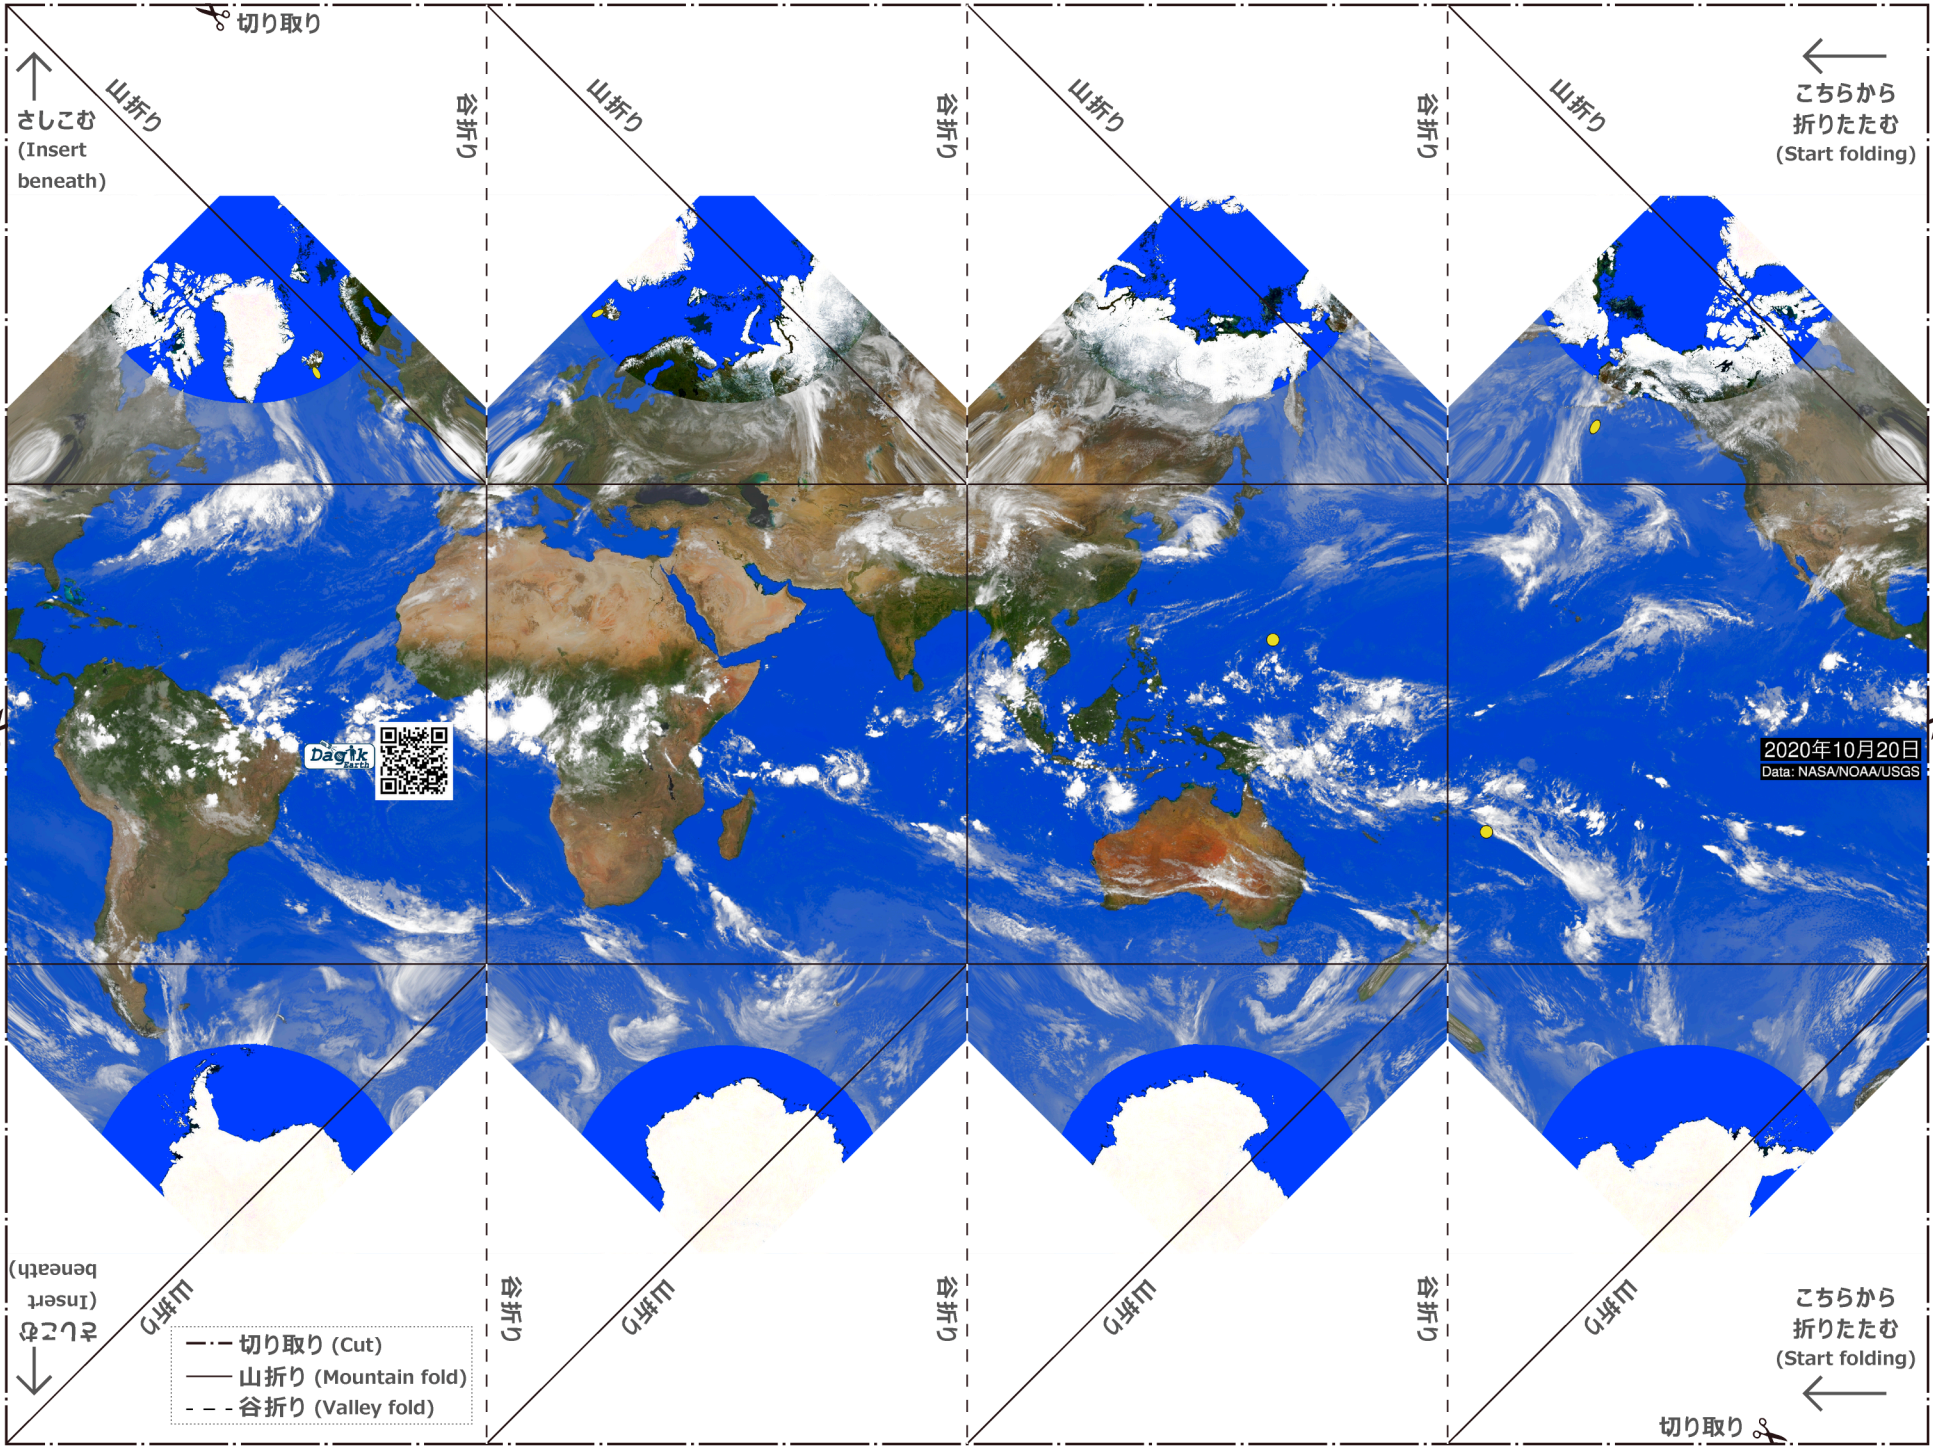 切り取り
山折り
谷折り
山折り
谷折り
山折り
谷折り
山折り
さしこむ
(Insert
beneath)
こちらから
折りたたむ
(Start folding)
Dagik
Earth
2020年10月20日
Data: NASA/NOAA/USGS
さしこむ
(Insert
beneath)
山折り
谷折り
山折り
谷折り
山折り
谷折り
山折り
こちらから
折りたたむ
(Start folding)
切り取り (Cut)
山折り (Mountain fold)
谷折り (Valley fold)
切り取り